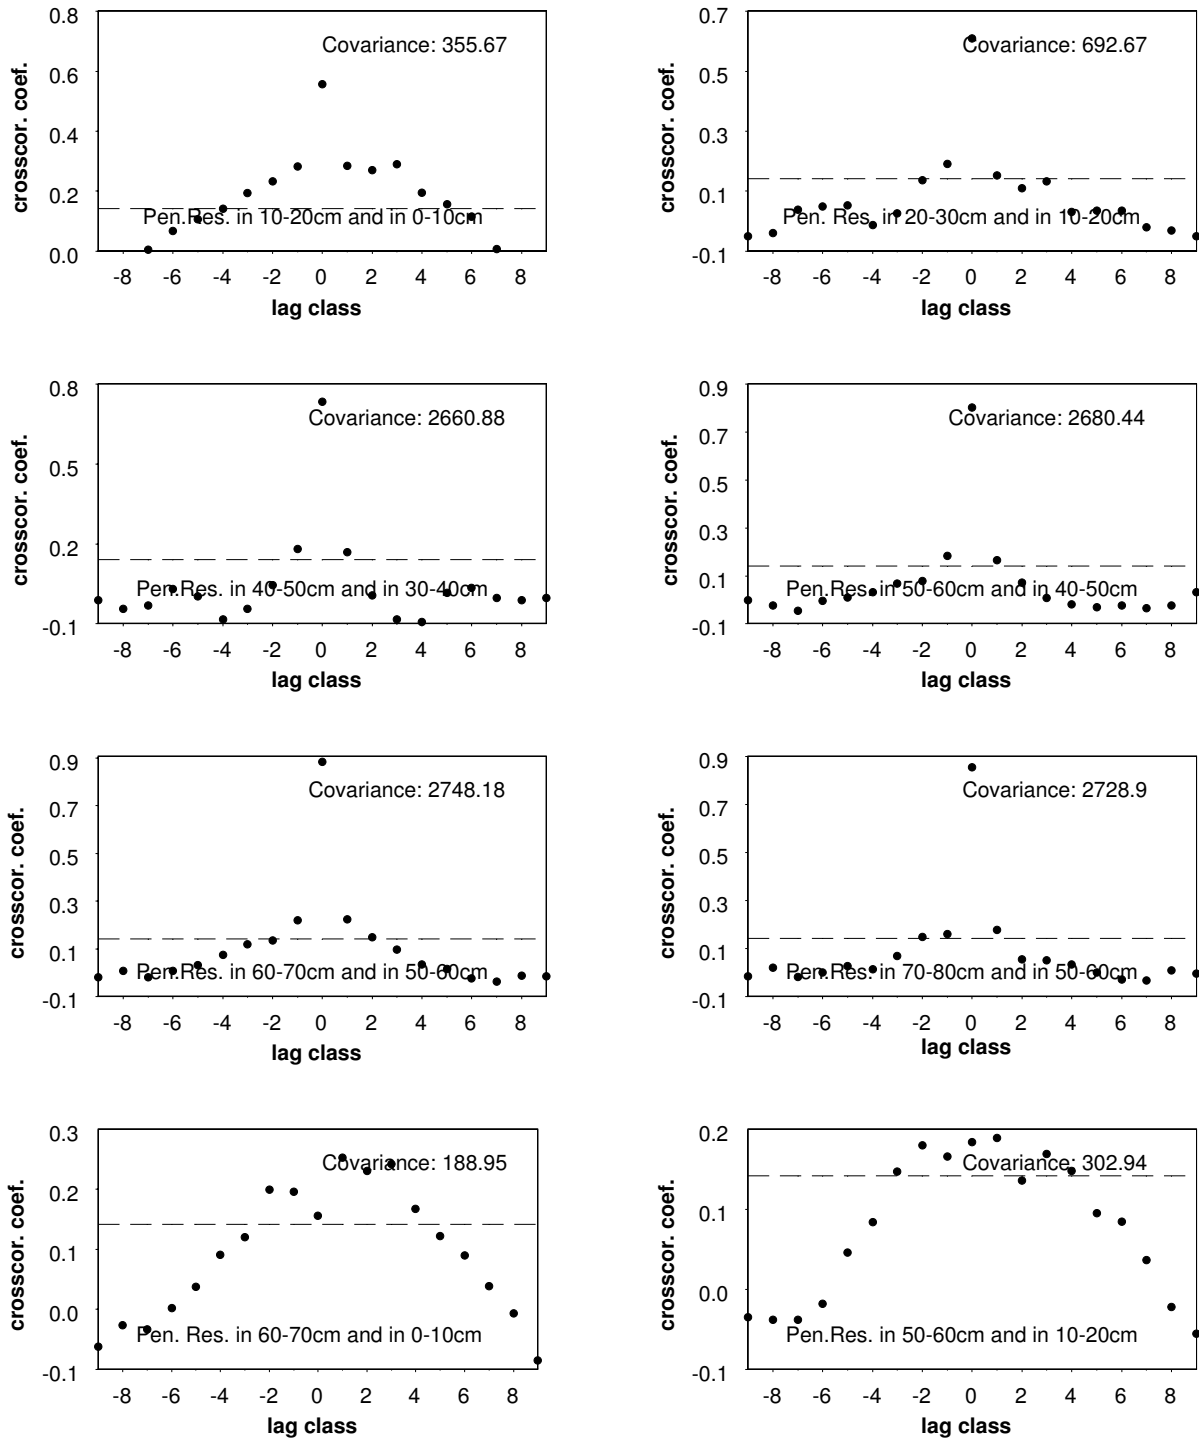 0.8
Covariance: 355.67
0.6
0.4
0.2
Pen.Res. in 10-20cm and in 0-10cm
0.0
-8 -6 -4 -2 0 2 4 6 8
crosscor. coef.
lag class
0.7
Covariance: 692.67
0.5
0.3
0.1
Pen. Res. in 20-30cm and in 10-20cm
-0.1
-8 -6 -4 -2 0 2 4 6 8
crosscor. coef.
lag class
0.8
Covariance: 2660.88
0.5
0.2
Pen.Res. in 40-50cm and in 30-40cm
-0.1
-8 -6 -4 -2 0 2 4 6 8
crosscor. coef.
lag class
0.9
Covariance: 2680.44
0.7
0.5
0.3
0.1
Pen.Res. in 50-60cm and in 40-50cm
-0.1
-8 -6 -4 -2 0 2 4 6 8
crosscor. coef.
lag class
0.9
Covariance: 2748.18
0.7
0.5
0.3
0.1
Pen.Res. in 60-70cm and in 50-60cm
-0.1
-8 -6 -4 -2 0 2 4 6 8
crosscor. coef.
lag class
0.9
Covariance: 2728.9
0.7
0.5
0.3
0.1
Pen.Res. in 70-80cm and in 50-60cm
-0.1
-8 -6 -4 -2 0 2 4 6 8
crosscor. coef.
lag class
0.3
Covariance: 188.95
0.2
0.1
0.0
Pen. Res. in 60-70cm and in 0-10cm
-0.1
-8 -6 -4 -2 0 2 4 6 8
crosscor. coef.
lag class
0.2
Covariance: 302.94
0.1
0.0
Pen.Res. in 50-60cm and in 10-20cm
-0.1
-8 -6 -4 -2 0 2 4 6 8
crosscor. coef.
lag class